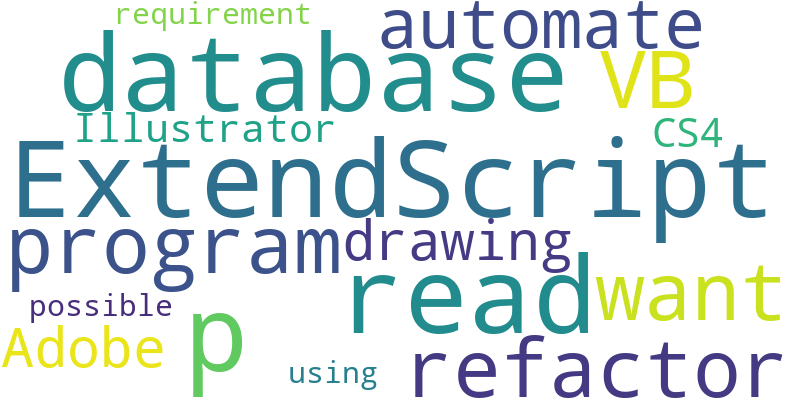 requirement automate
database VB
Illustrator CS4
ExtendScript
program drawing
read want
possible
Adobe p using refactor